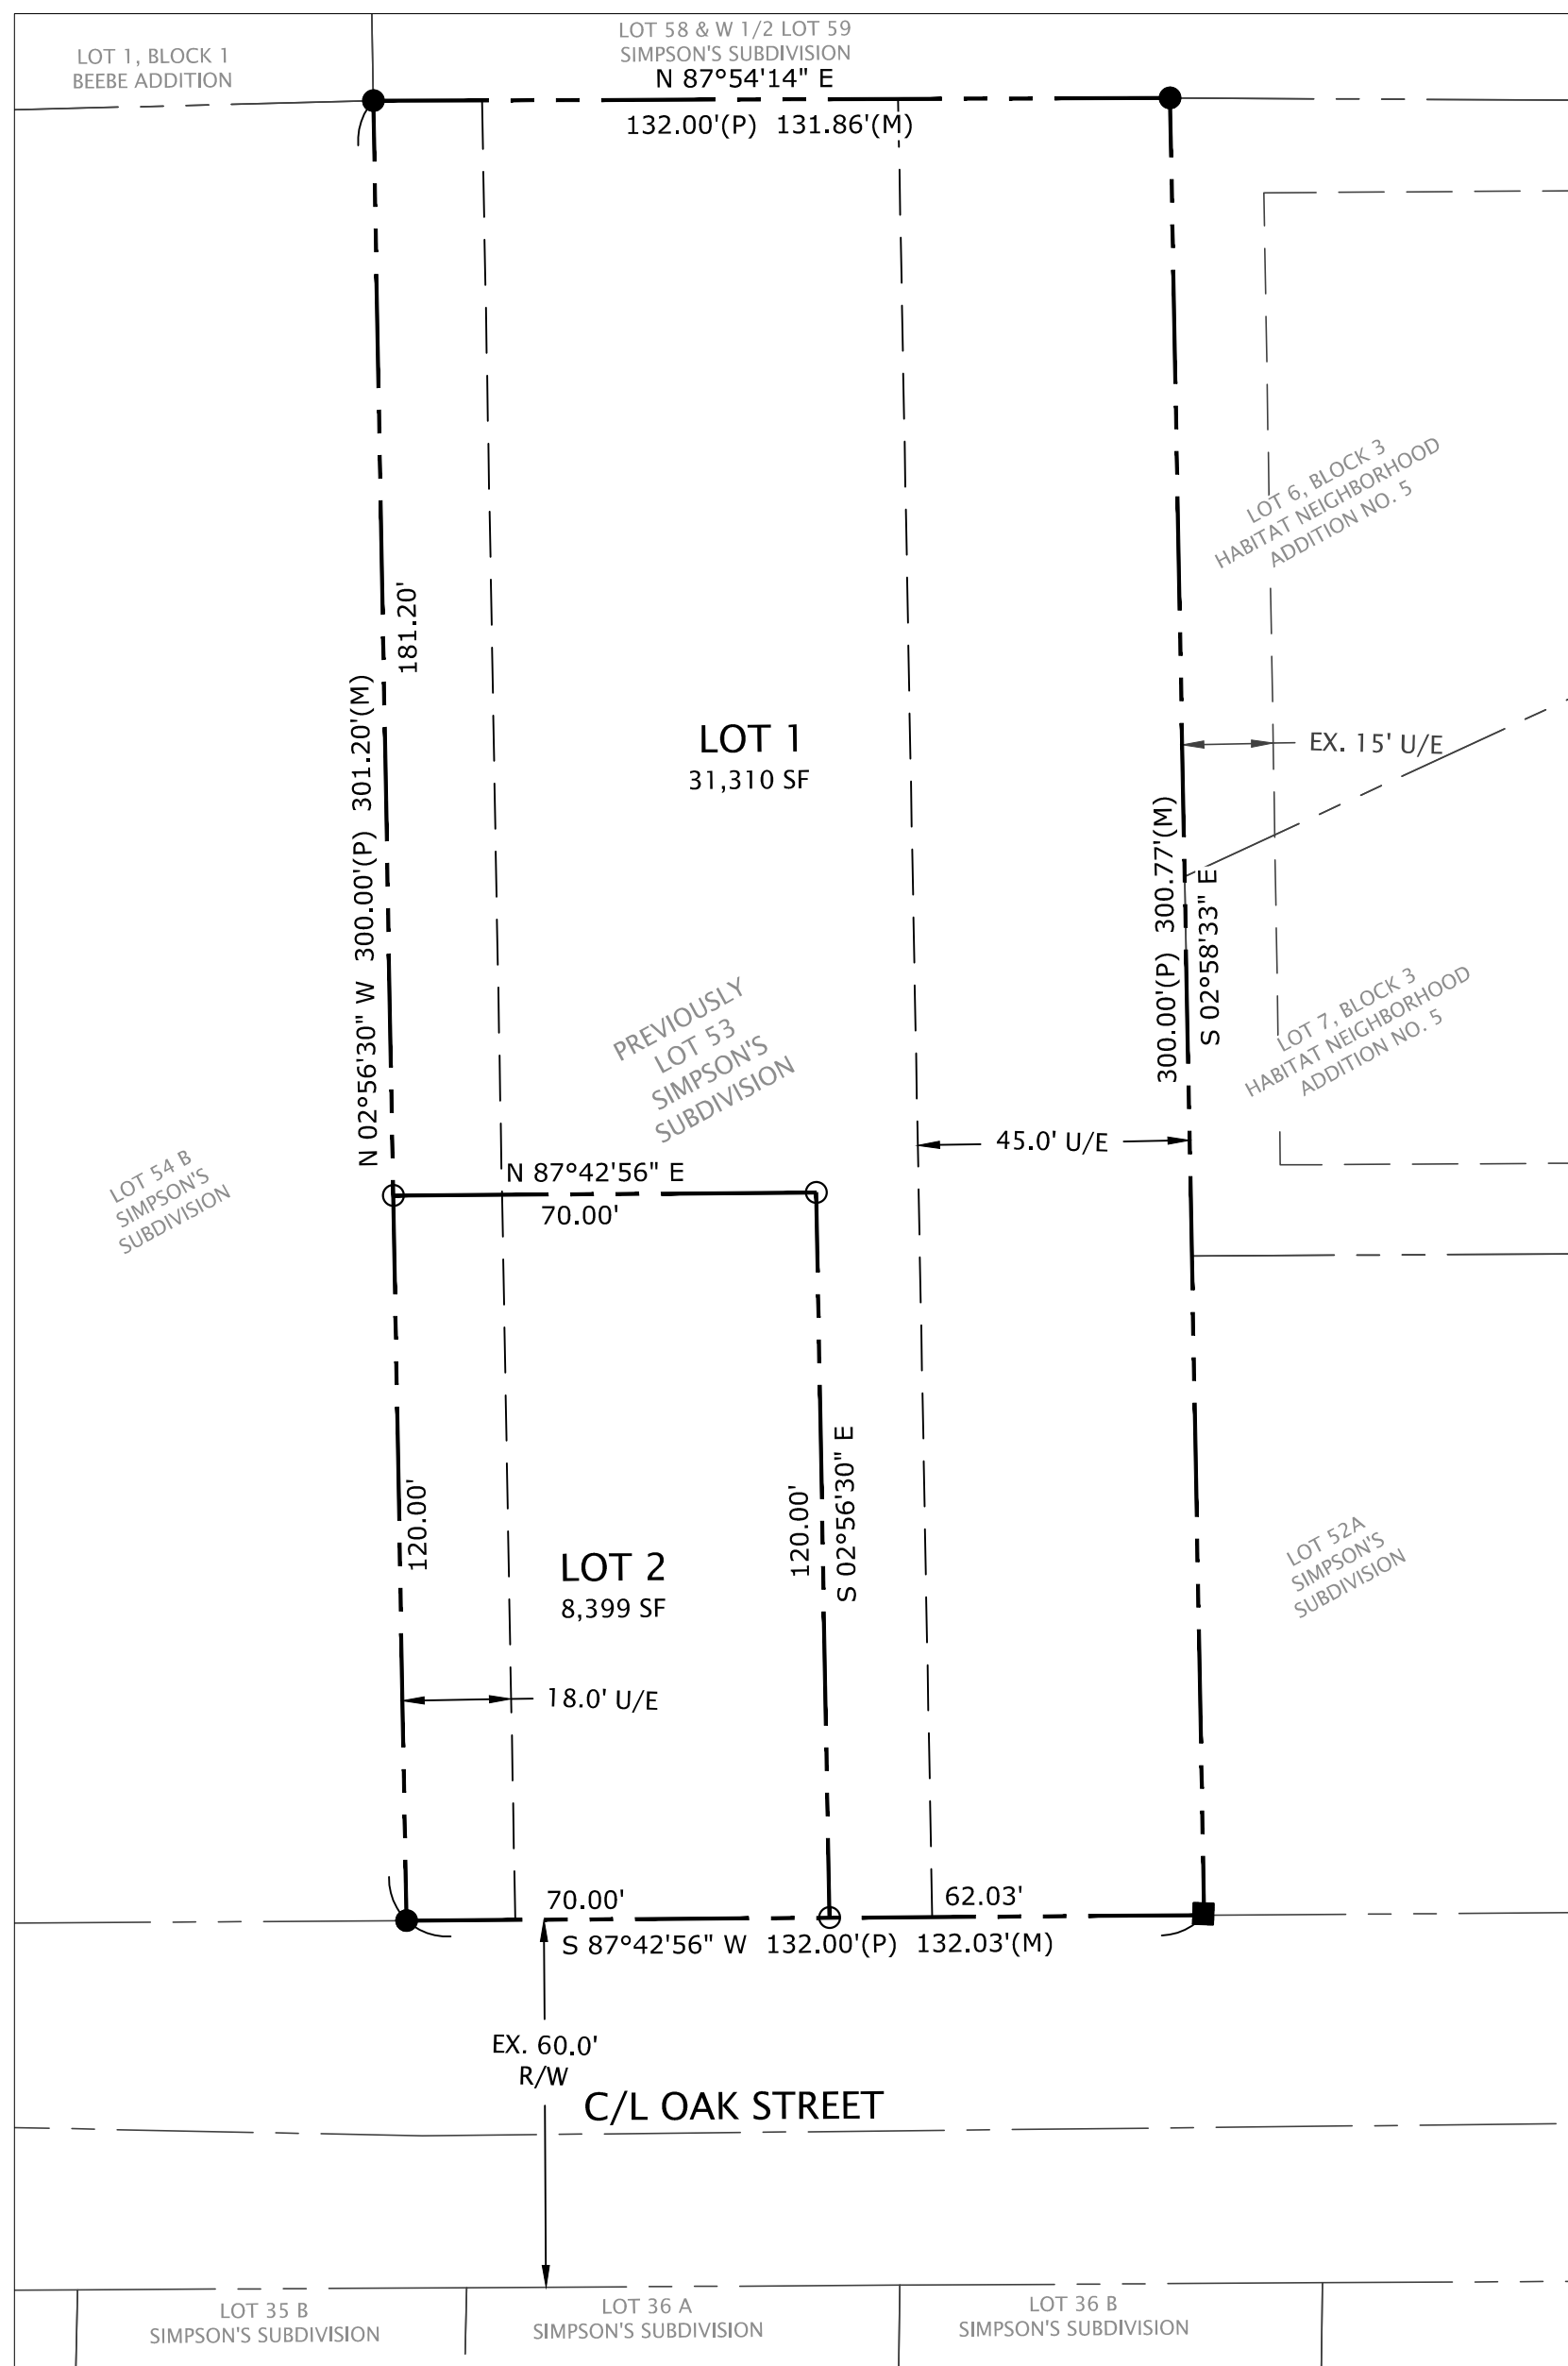 LOT 1, BLOCK 1
BEEBE ADDITION
LOT 58 & W 1/2 LOT 59
SIMPSON'S SUBDIVISION
N 87°54'14" E
132.00'(P) 131.86'(M)
LOT 6, BLOCK 3
HABITAT NEIGHBORHOOD
ADDITION NO. 5
181.20'
N 02°56'30" W 300.00'(P) 301.20'(M)
LOT 1
31,310 SF
EX. 15' U/E
300.00'(P) 300.77'(M)
S 02°58'33" E
PREVIOUSLY
LOT 53
SIMPSON'S
SUBDIVISION
LOT 7, BLOCK 3
HABITAT NEIGHBORHOOD
ADDITION NO. 5
45.0' U/E
LOT 54 B
SIMPSON'S
SUBDIVISION
N 87°42'56" E
70.00'
120.00'
120.00'
S 02°56'30" E
LOT 2
8,399 SF
LOT 52A
SIMPSON'S
SUBDIVISION
18.0' U/E
70.00'
62.03'
S 87°42'56" W 132.00'(P) 132.03'(M)
EX. 60.0'
R/W
C/L OAK STREET
LOT 35 B
SIMPSON'S SUBDIVISION
LOT 36 A
SIMPSON'S SUBDIVISION
LOT 36 B
SIMPSON'S SUBDIVISION